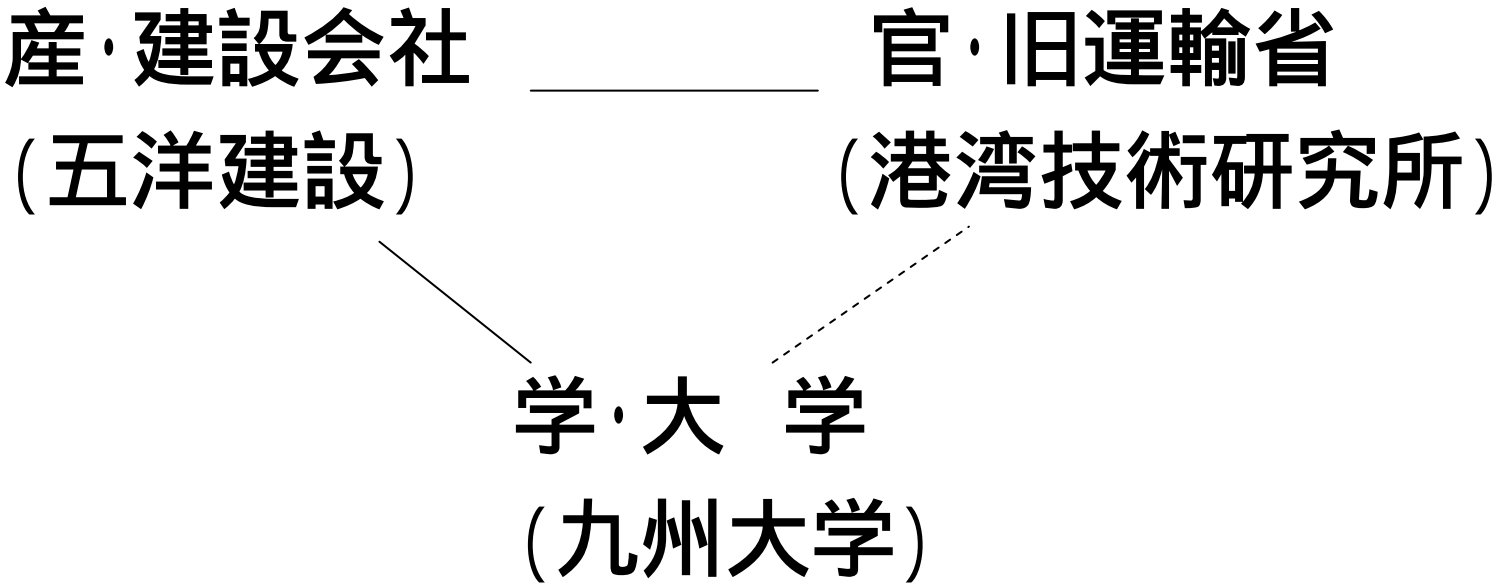 産・建設会社
(五洋建設)
官・旧運輸省
(港湾技術研究所)
学・大 学
(九州大学)